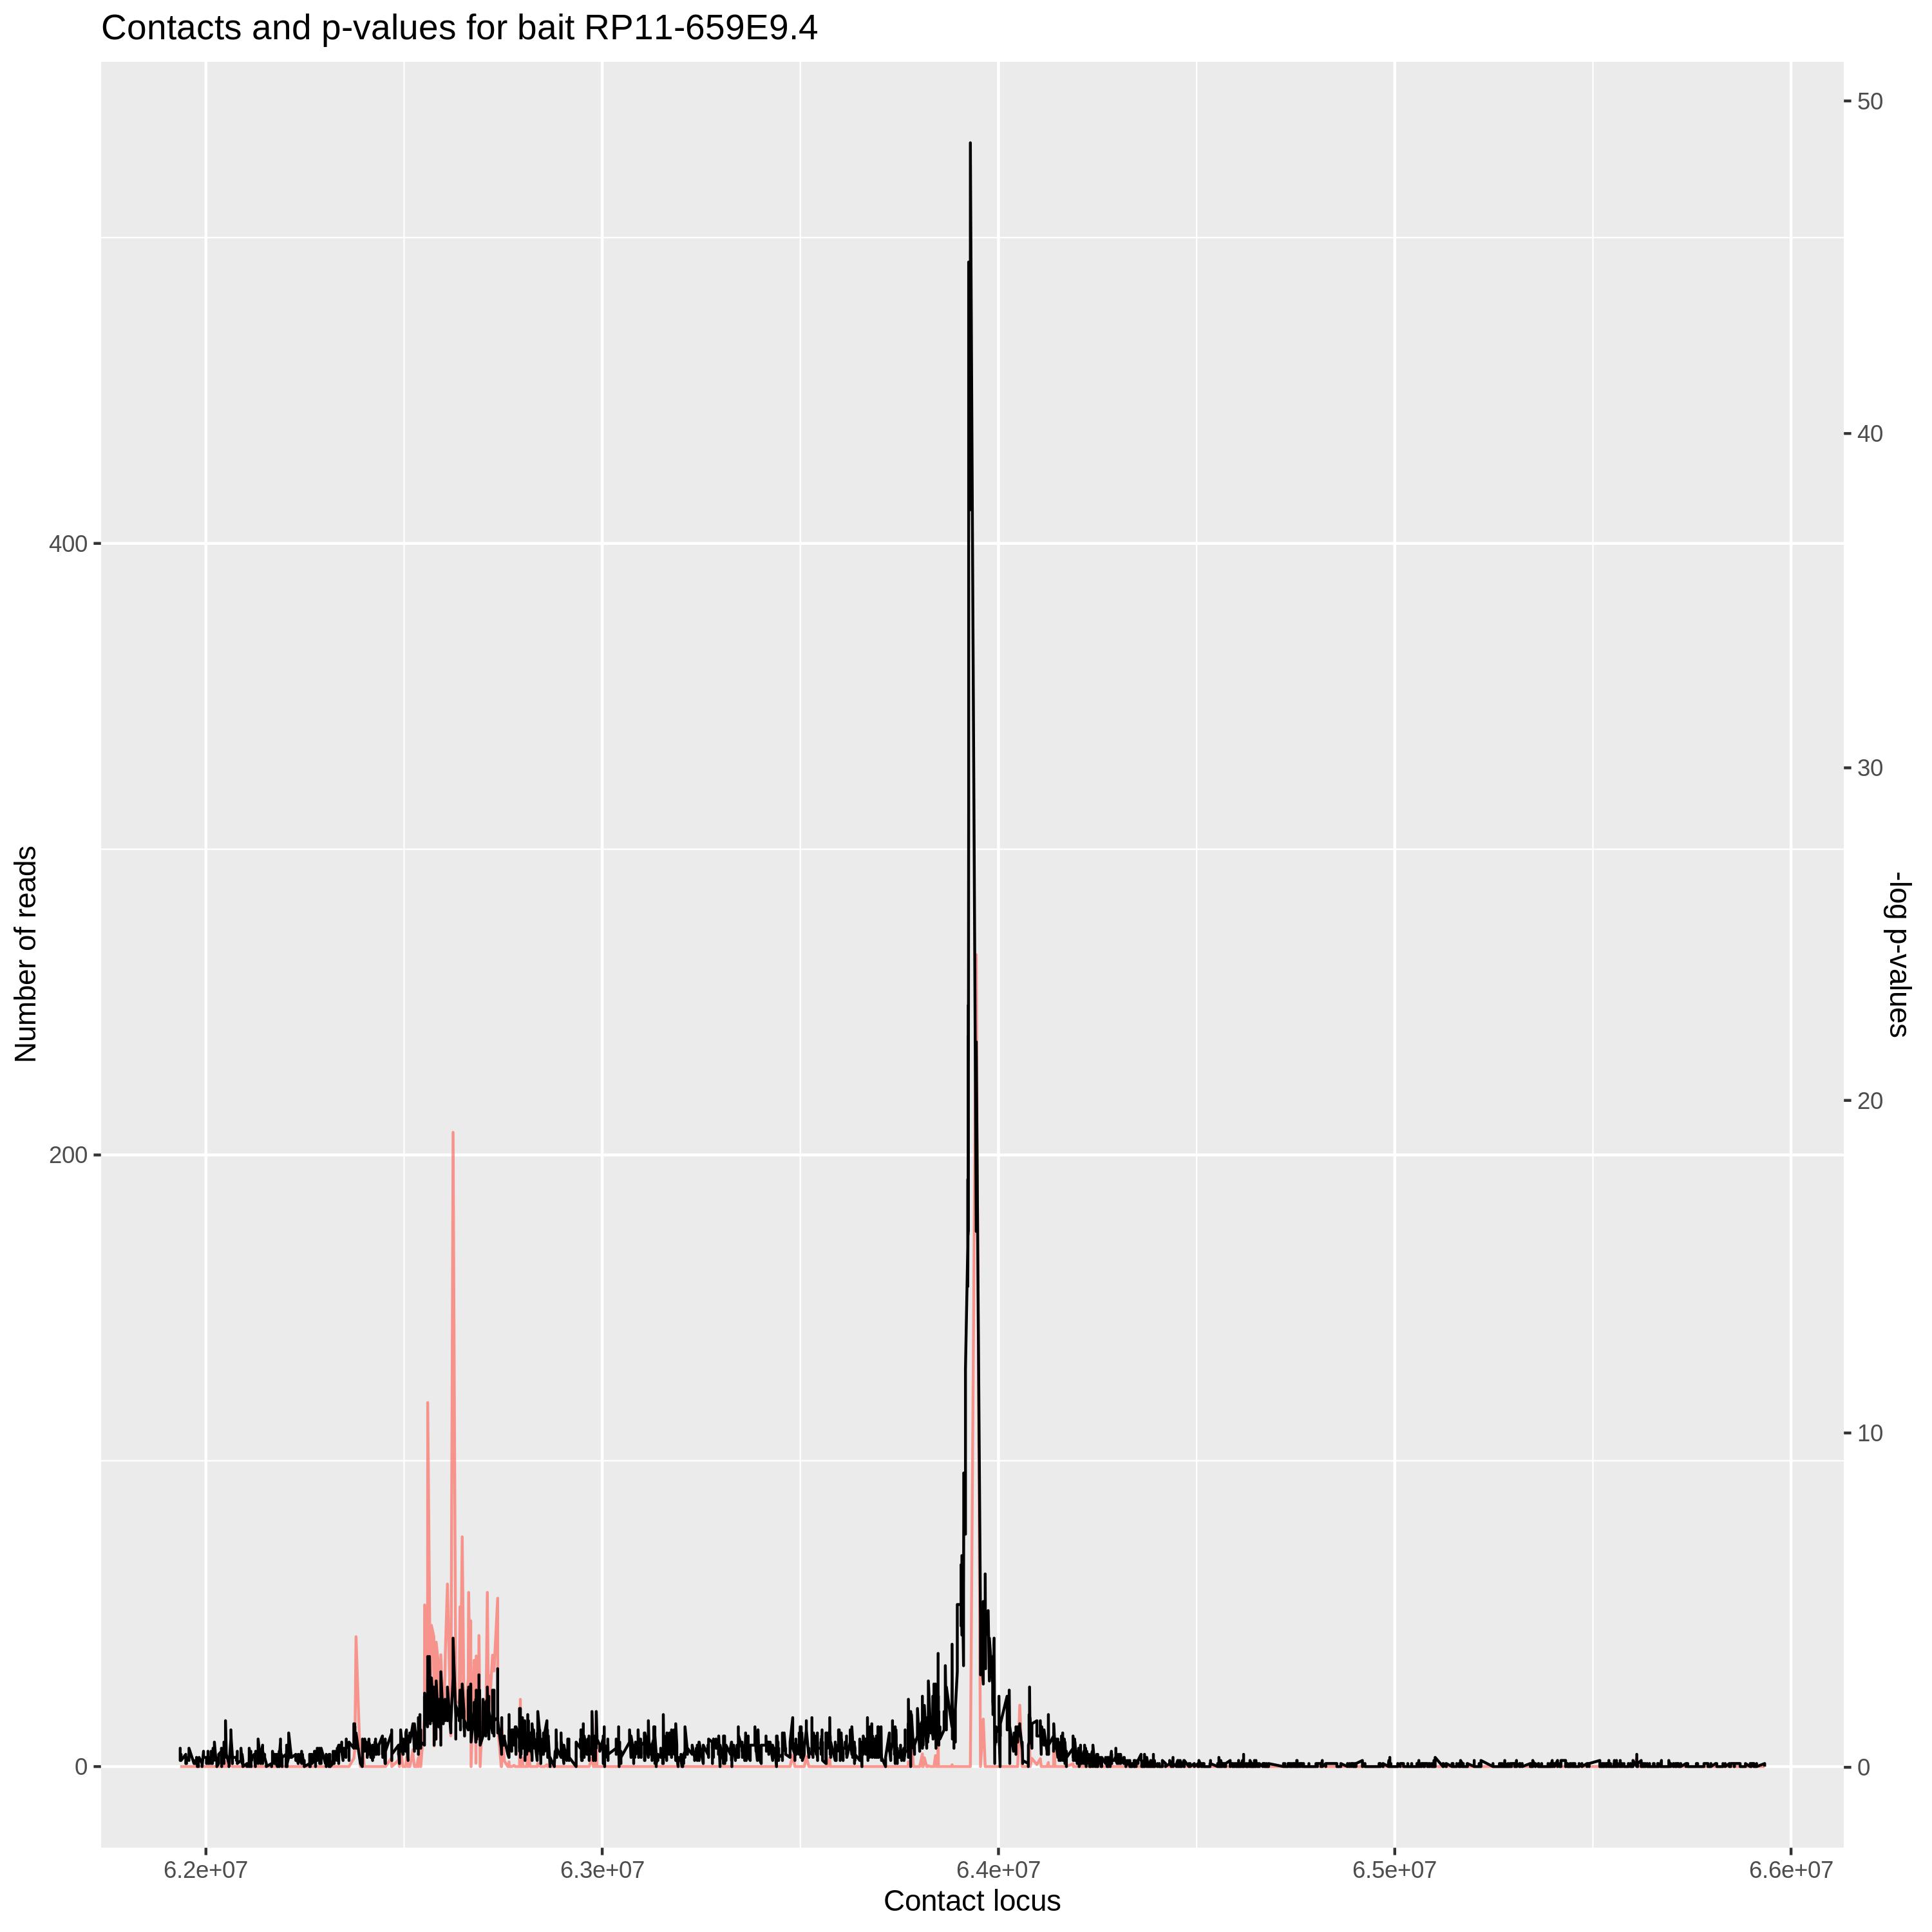 Contacts and p-values for bait RP11-659E9.4
50
40
400
30
Number of reads
-log p-values
20
200
10
0
0
6.2e+07
6.3e+07
6.4e+07
6.5e+07
6.6e+07
Contact locus